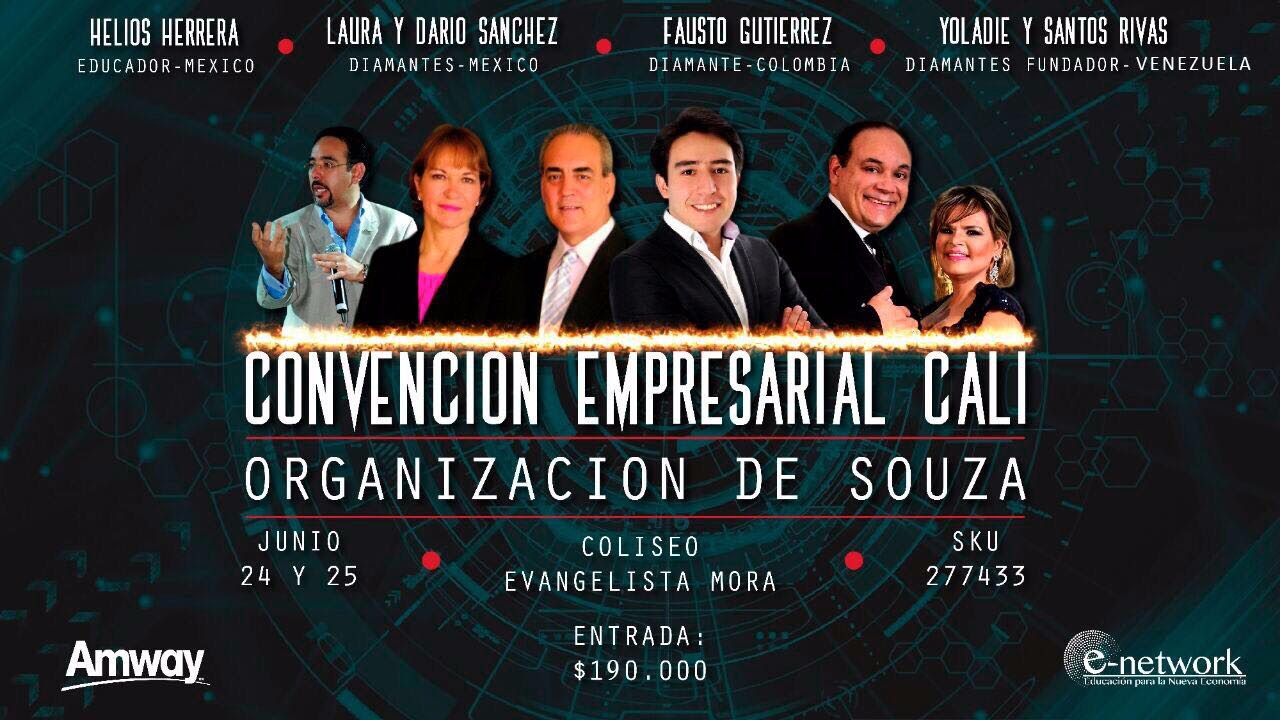 HELIOS HERRERA
EDUCADOR-MEXICO
LAURA Y DARIO SANCHEZ
DIAMANTES-MEXICO
FAUSTO GUTIERREZ
DIAMANTE-COLOMBIA
YOLADIE Y SANTOS RIVAS
DIAMANTES FUNDADOR-VENEZUELA
CONVENCION EMPRESARIAL CALI
ORGANIZACION DE SOUZA
JUNIO
24 Y 25
COLISEO
EVANGELISTA MORA
SKU
277433
ENTRADA:
$190.000
Amway
e-network
Educación para la Nueva Economía